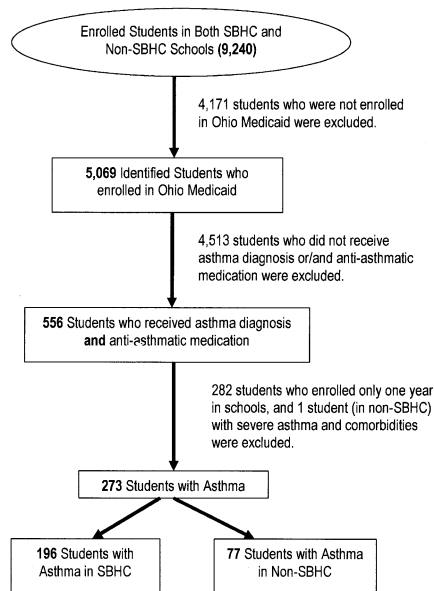 Enrolled Students in Both SBHC and
Non-SBHC Schools (9,240)
4,171 students who were not enrolled
in Ohio Medicaid were excluded.
5,069 Identified Students who
enrolled in Ohio Medicaid
4,513 students who did not receive
asthma diagnosis or/and anti-asthmatic
medication were excluded.
556 Students who received asthma diagnosis
and anti-asthmatic medication
282 students who enrolled only one year
in schools, and 1 student (in non-SBHC)
with severe asthma and comorbidities
were excluded.
273 Students with Asthma
196 Students with
Asthma in SBHC
77 Students with Asthma
in Non-SBHC